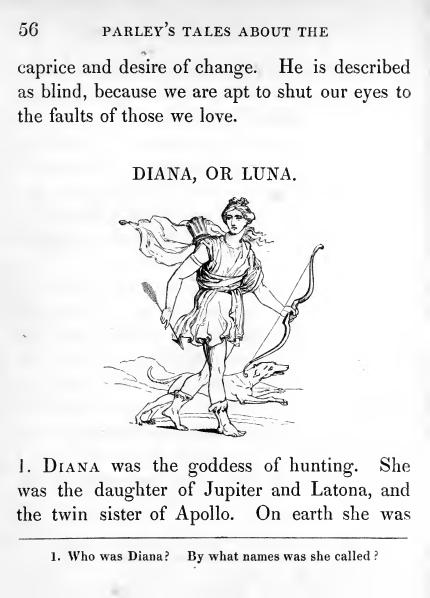 56 PARLEY'S TALES ABOUT THE
caprice and desire of change. He is described
as blind, because we are apt to shut our eyes to
the faults of those we love.
DIANA, OR LUNA.
1. DIANA was the goddess of hunting. She
was the daughter of Jupiter and Latona, and
the twin sister of Apollo. On earth she was
1. Who was Diana? By what names was she called?